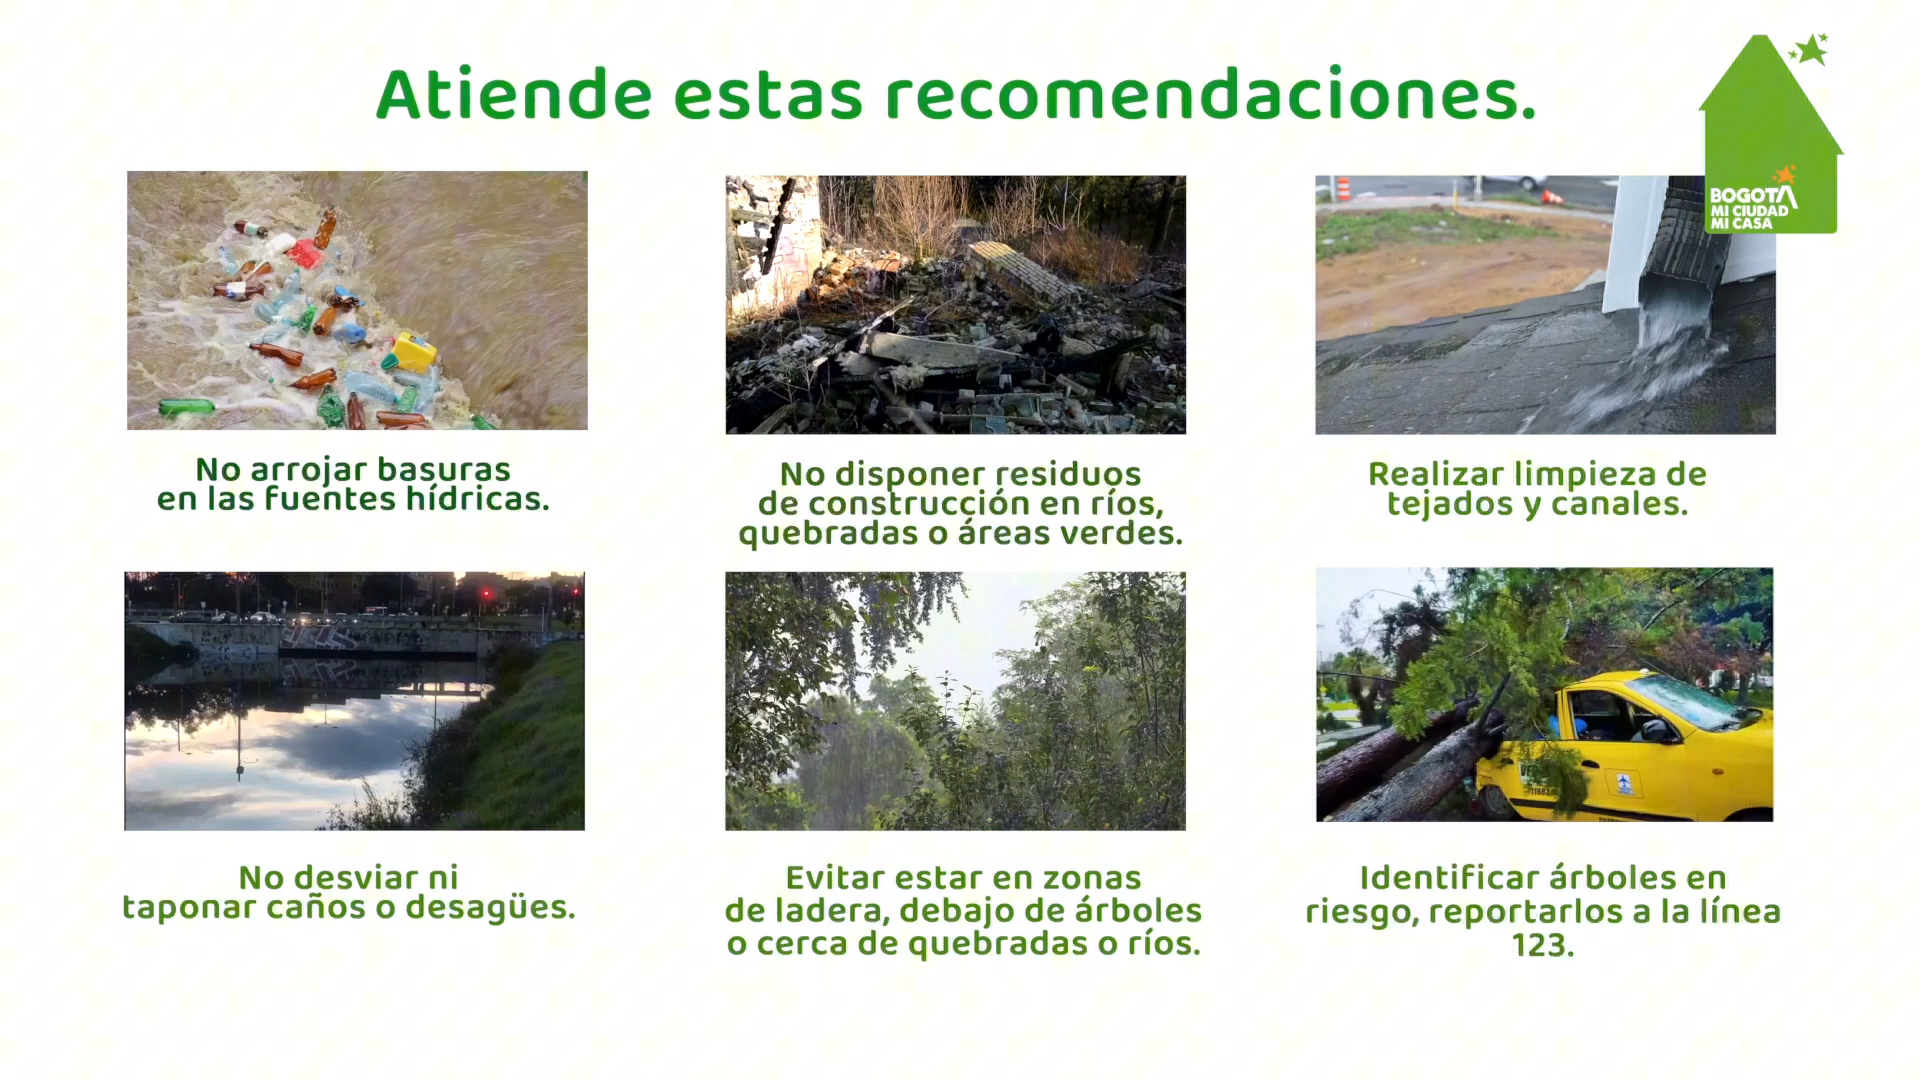 Atiende estas recomendaciones.
BOGOTÁ
MI CIUDAD
MI CASA
No arrojar basuras
en las fuentes hídricas.
No disponer residuos
de construcción en ríos,
quebradas o áreas verdes.
Realizar limpieza de
tejados y canales.
No desviar ni
taponar caños o desagües.
Evitar estar en zonas
de ladera, debajo de árboles
o cerca de quebradas o ríos.
Identificar árboles en
riesgo, reportarlos a la línea
123.